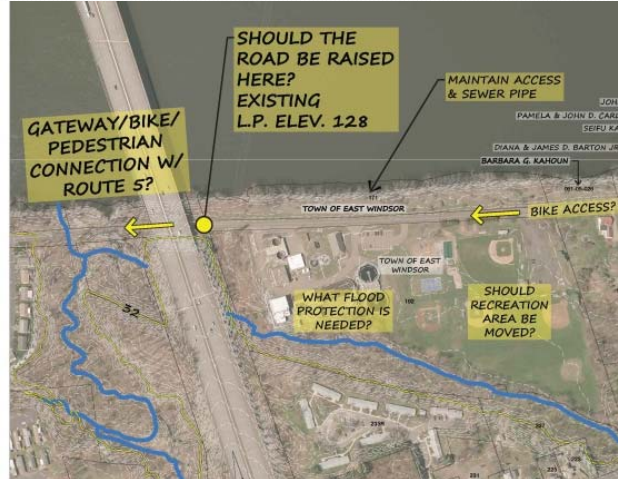 SHOULD THE
ROAD BE RAISED
HERE?
EXISTING
L.P. ELEV. 128
GATEWAY/BIKE/
PEDESTRIAN
CONNECTION W/
ROUTE 5?
MAINTAIN ACCESS
& SEWER PIPE
PAMELA & JOHN D.
DIANA & JAMES D. BARTON JR
BARBARA G. KAHOUN
171
TOWN OF EAST WINDSOR
BIKE ACCESS?
TOWN OF EAST
WINDSOR
192
WHAT FLOOD
PROTECTION IS
NEEDED?
SHOULD
RECREATION
AREA BE
MOVED?
32